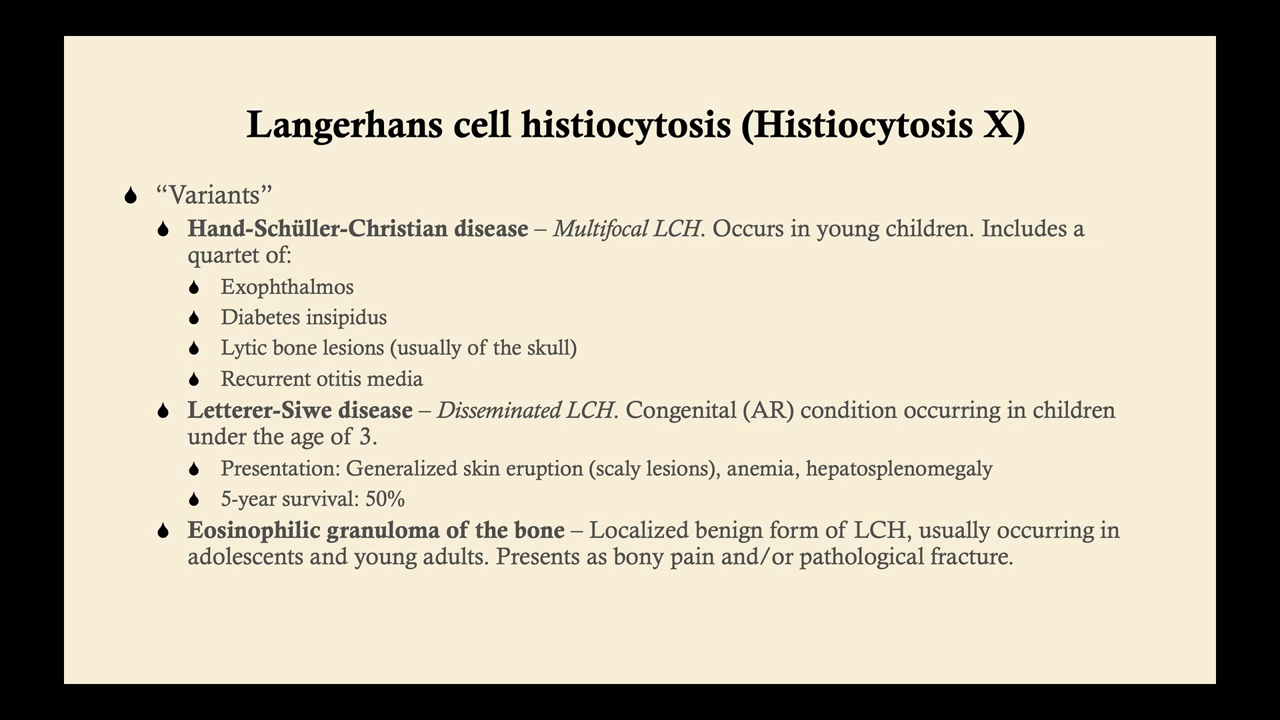 Langerhans cell histiocytosis (Histiocytosis X)
“Variants”
Hand-Schüller-Christian disease – Multifocal LCH. Occurs in young children. Includes a
quartet of:
Exophthalmos
Diabetes insipidus
Lytic bone lesions (usually of the skull)
Recurrent otitis media
Letterer-Siwe disease – Disseminated LCH. Congenital (AR) condition occurring in children
under the age of 3.
Presentation: Generalized skin eruption (scaly lesions), anemia, hepatosplenomegaly
5-year survival: 50%
Eosinophilic granuloma of the bone – Localized benign form of LCH, usually occurring in
adolescents and young adults. Presents as bony pain and/or pathological fracture.